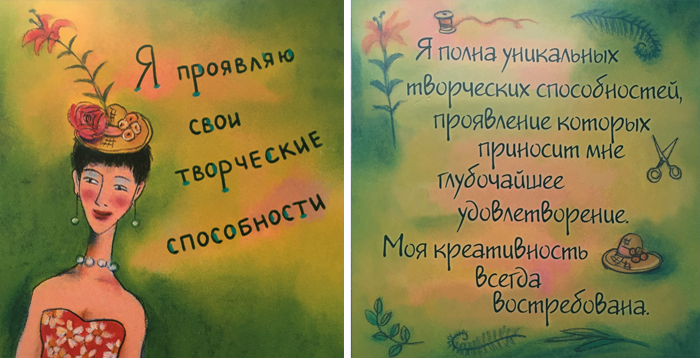 Я проявляю
свои
творческие
способности
Я полна уникальных
творческих способностей,
проявление которых
приносит мне
глубочайшее
удовлетворение.
Моя креативность
всегда
востребована.